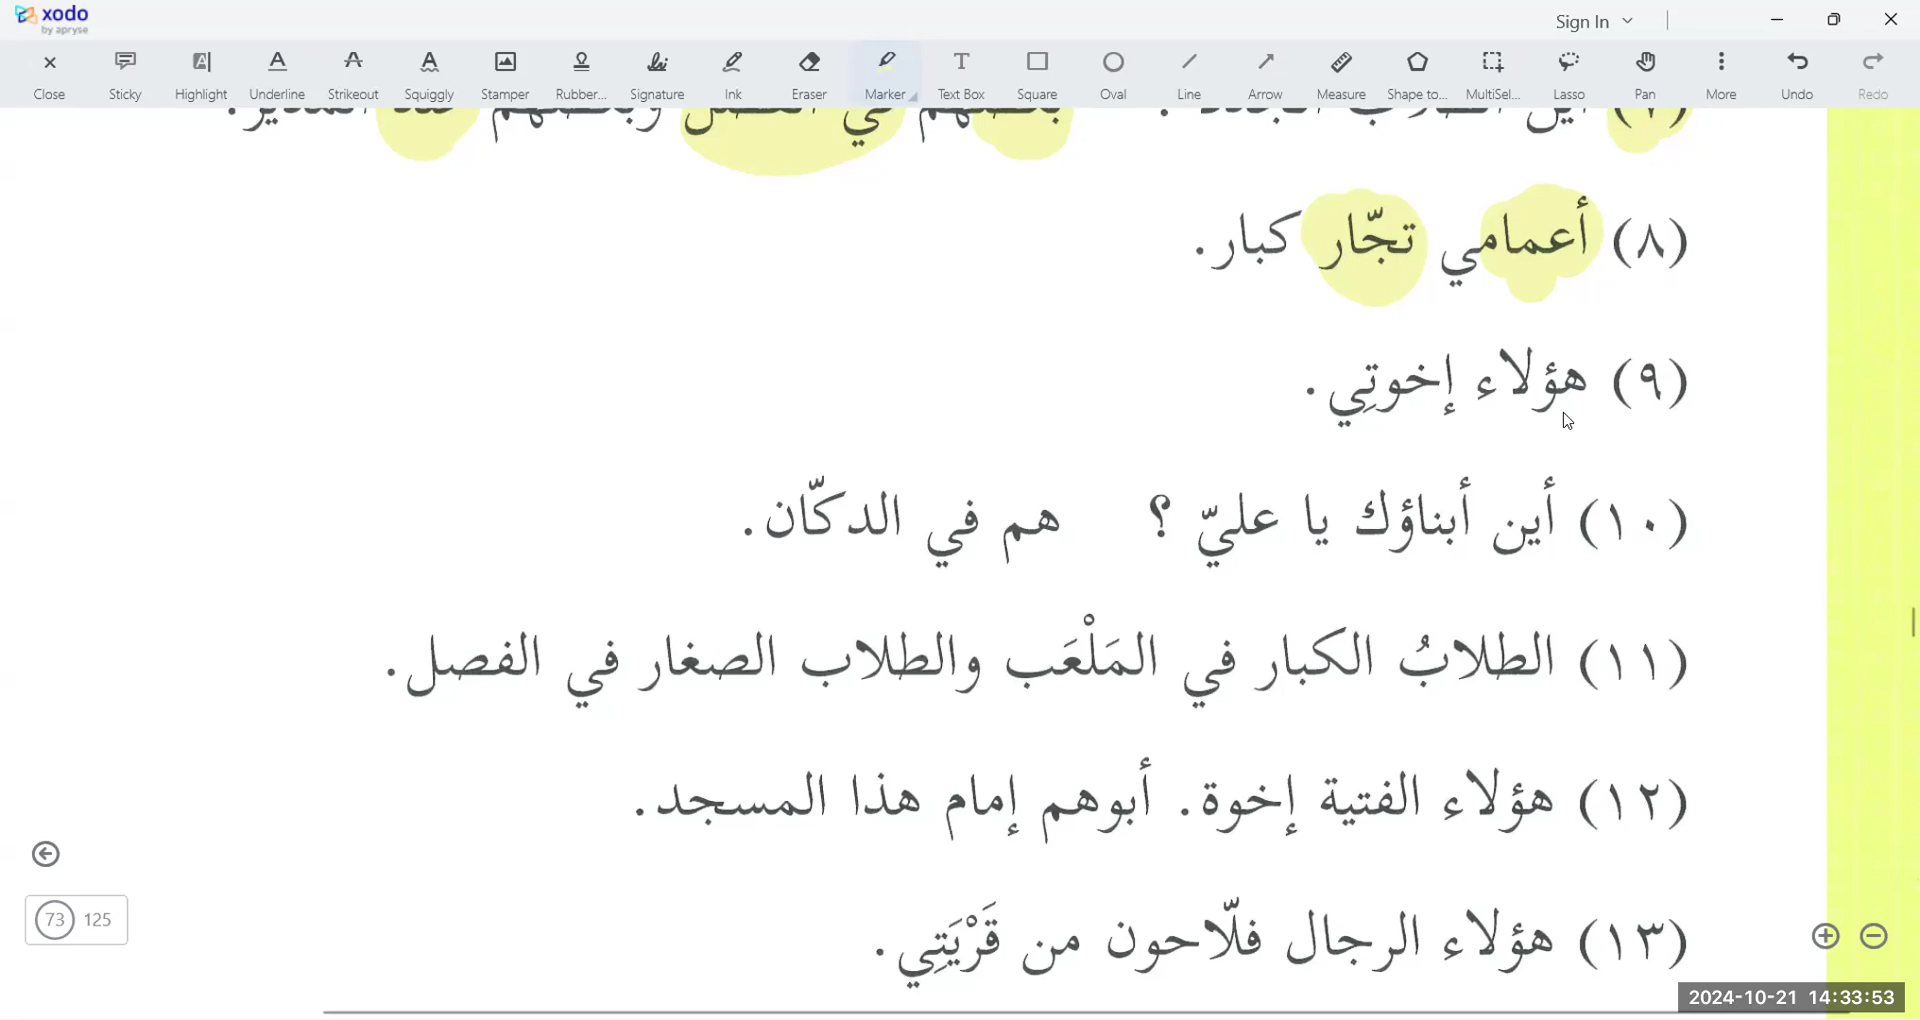 xodo
by apryse
Sign In
Close Sticky Highlight Underline Strikeout Squiggly Stamper Rubber... Signature Ink Eraser Marker Text Box Square Oval Line Arrow Measure Shape to... MultiSel... Lasso Pan More Undo Redo
(٨) أعمامي تجّار كبار.
(٩) هؤلاء إخوتِي.
(١٠) أين أبناؤك يا عليّ ؟ هم في الدكّان.
(١١) الطلابُ الكبار في المَلْعَب والطلاب الصغار في الفصل.
(١٢) هؤلاء الفتية إخوة. أبوهم إمام هذا المسجد.
(١٣) هؤلاء الرجال فلّاحون من قَرْيَتِي.
73 125
2024-10-21 14:33:53